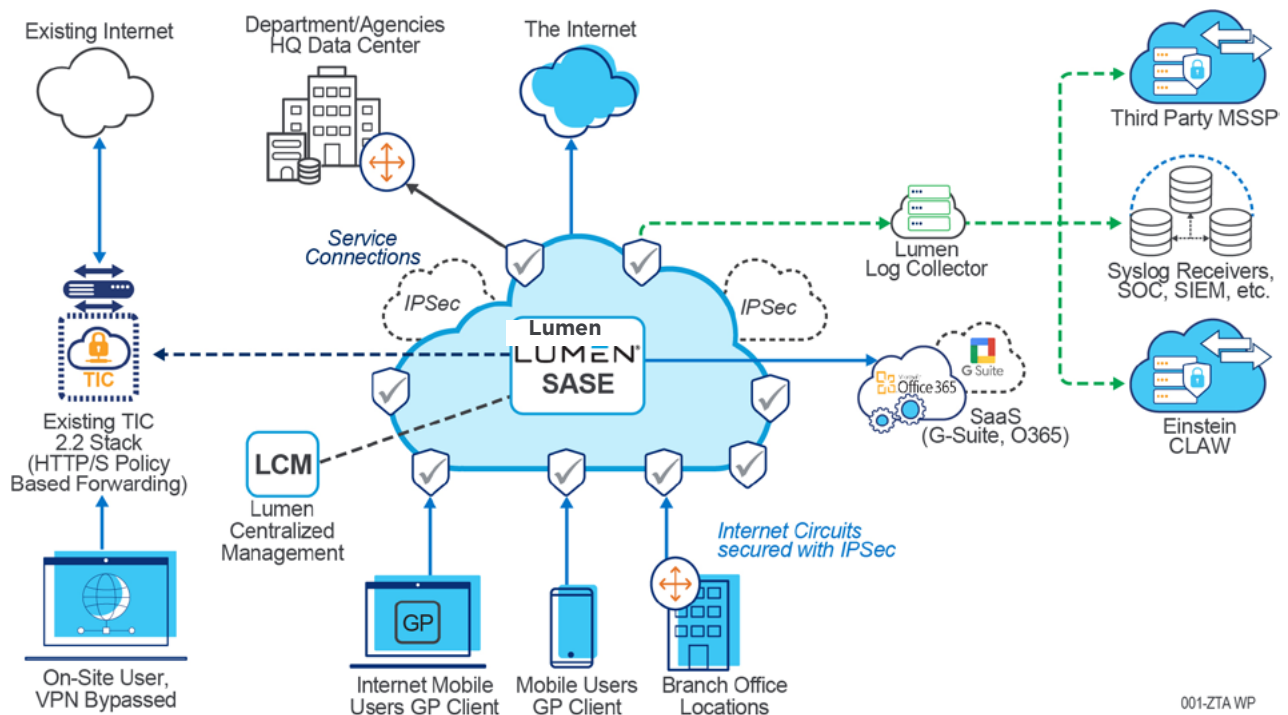 Existing Internet
Department/Agencies
HQ Data Center
The Internet
Third Party MSSP
Service
Connections
IPSec
IPSec
Lumen
Log Collector
Syslog Receivers,
SOC, SIEM, etc.
Lumen
LUMEN®
SASE
TIC
Office 365
G Suite
SaaS
(G-Suite, O365)
Einstein
CLAW
Existing TIC
2.2 Stack
(HTTP/S Policy
Based Forwarding)
LCM
Lumen
Centralized
Management
Internet Circuits
secured with IPSec
GP
On-Site User,
VPN Bypassed
Internet Mobile
Users GP Client
Mobile Users
GP Client
Branch Office
Locations
001-ZTA WP